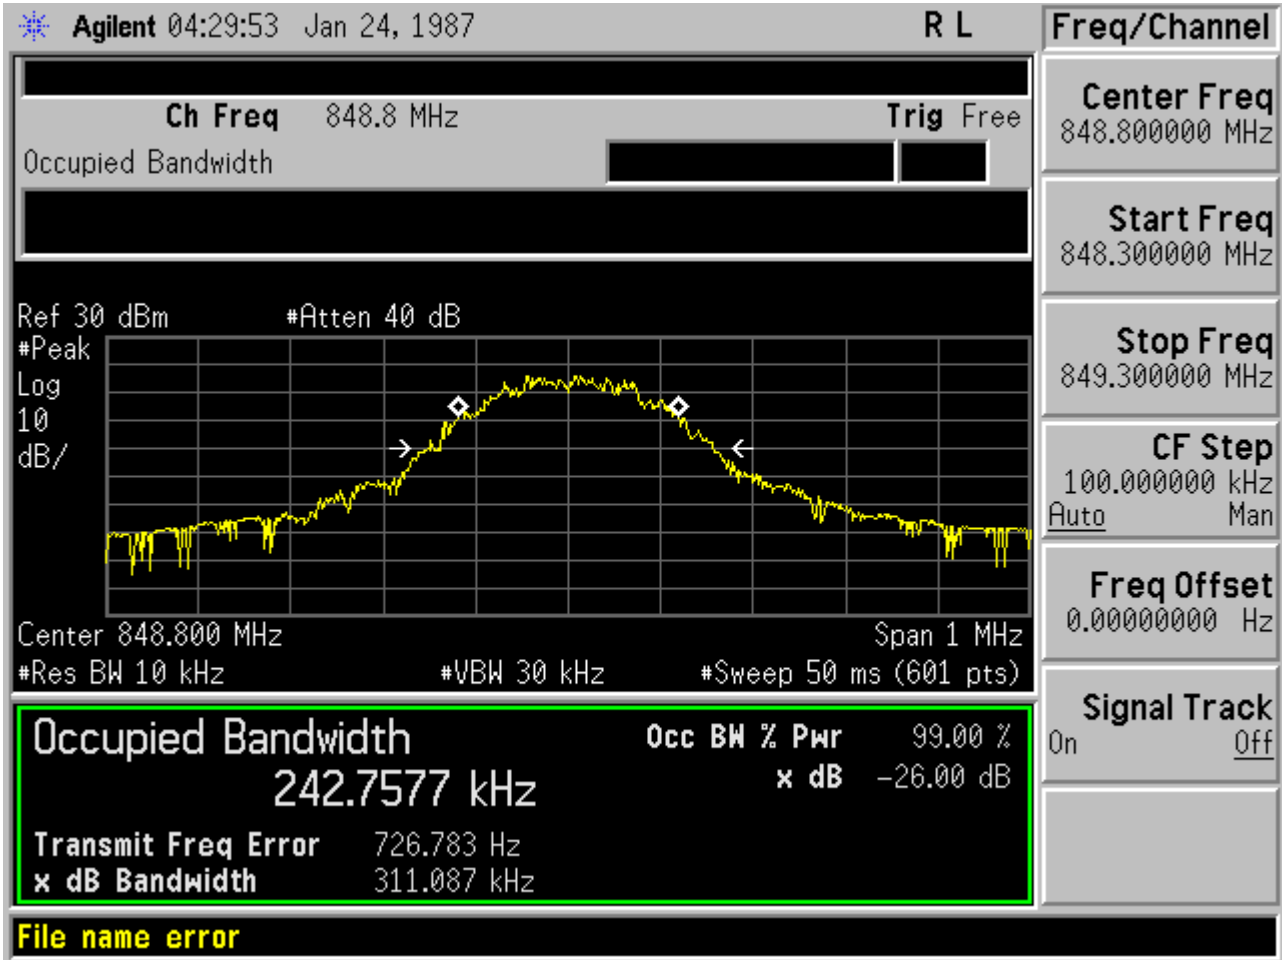 Agilent 04:29:53 Jan 24, 1987 R L
Freq/Channel
Ch Freq 848.8 MHz Trig Free
Occupied Bandwidth
Center Freq
848.800000 MHz
Start Freq
848.300000 MHz
Stop Freq
849.300000 MHz
CF Step
100.000000 kHz
Auto Man
Freq Offset
0.00000000 Hz
Signal Track
On Off
Ref 30 dBm #Atten 40 dB
#Peak
Log
10
dB/
Center 848.800 MHz Span 1 MHz
#Res BW 10 kHz #VBW 30 kHz #Sweep 50 ms (601 pts)
Occupied Bandwidth Occ BW % Pwr 99.00 %
242.7577 kHz x dB -26.00 dB
Transmit Freq Error 726.783 Hz
x dB Bandwidth 311.087 kHz
File name error